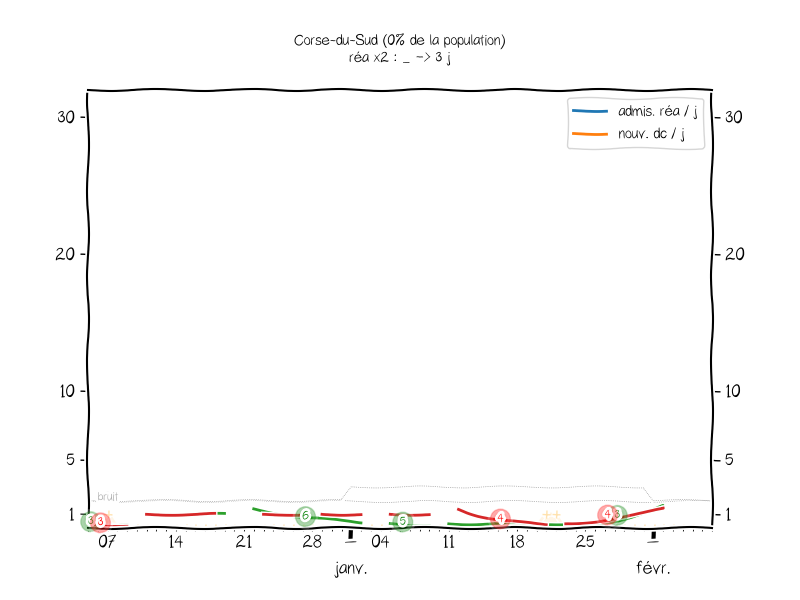 Corse-du-Sud (0% de la population)
réa x2 : _ -> 3 j
admis. réa / j
nouv. dc / j
30 30
20 20
10 10
5 5
bruit
1 1
3 3 6 5 4 4 3
07 14 21 28 04 11 18 25
janv. févr.